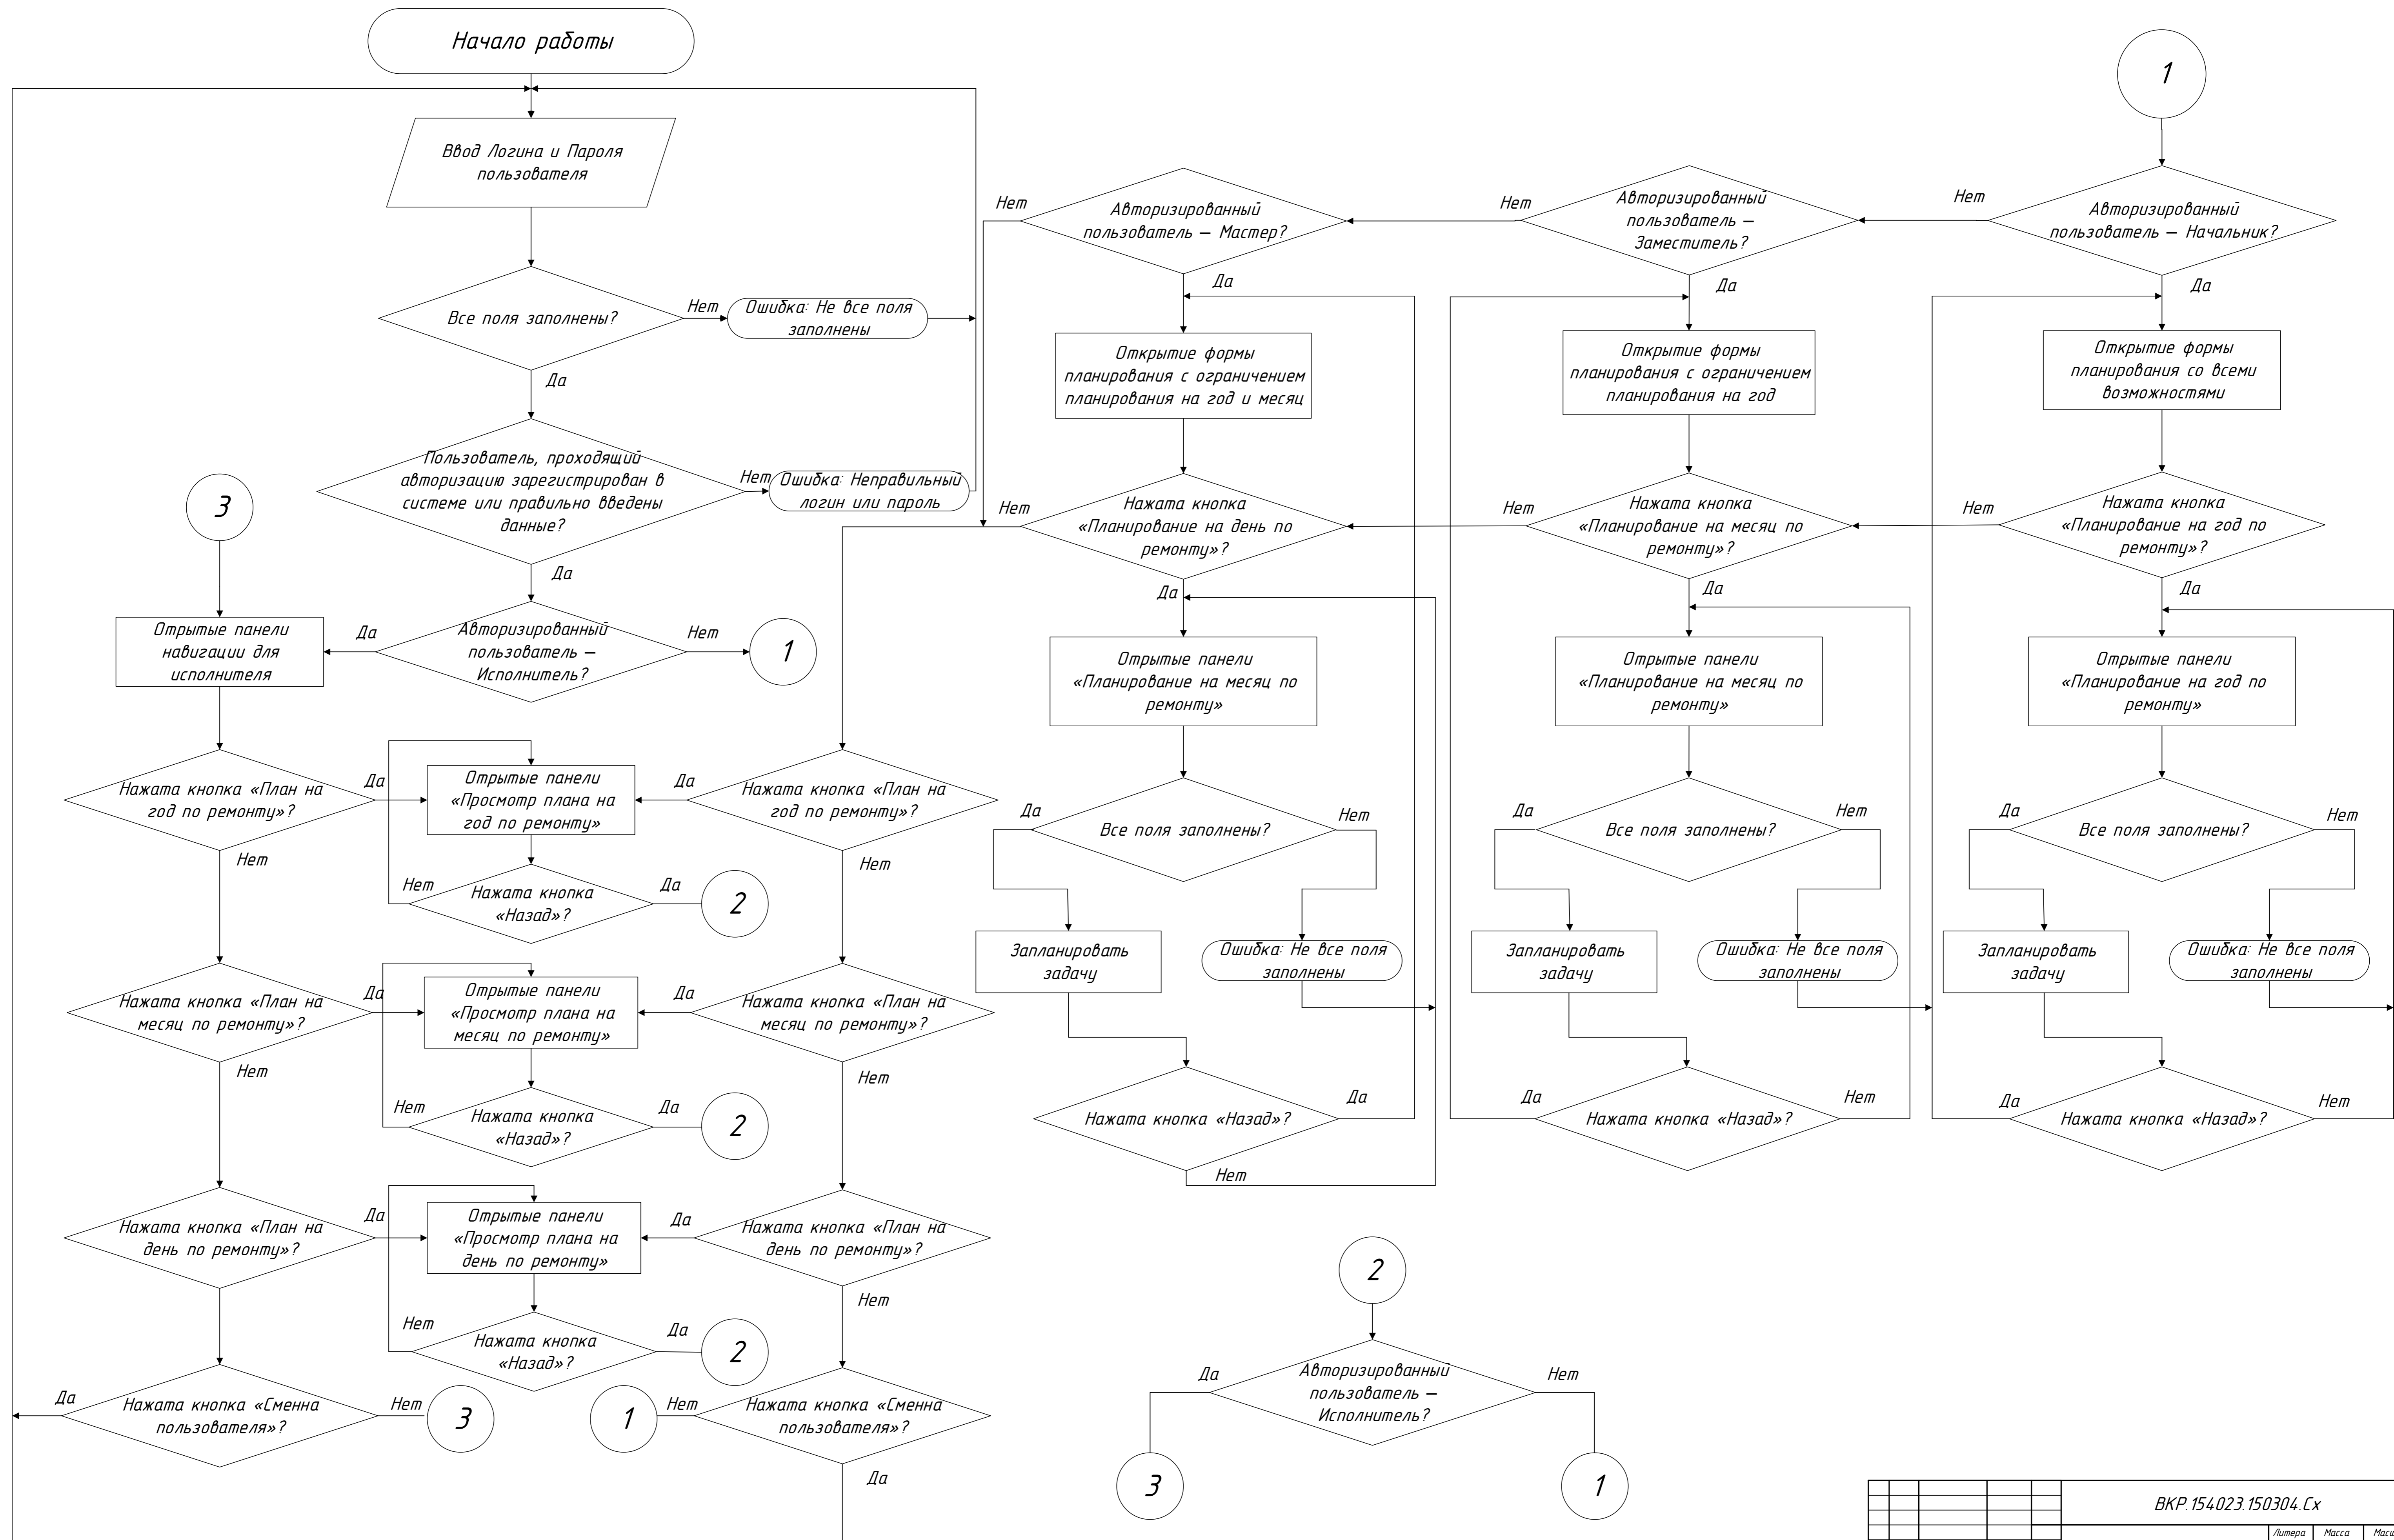 Начало работы
Ввод Логина и Пароля
пользователя
Все поля заполнены?
Нет
Ошибка: Не все поля
заполнены
Да
Пользователь, проходящий
авторизацию зарегистрирован в
системе или правильно введены
данные?
Нет
Ошибка: Неправильный
логин или пароль
Да
Авторизированный
пользователь –
Исполнитель?
Да
Нет
1
3
Отрытые панели
навигации для
исполнителя
Нажата кнопка «План на
год по ремонту»?
Да
Нет
Отрытые панели
«Просмотр плана на
год по ремонту»
Да
Нажата кнопка «План на
год по ремонту»?
Нет
Нет
Нажата кнопка
«Назад»?
Да
2
Нажата кнопка «План на
месяц по ремонту»?
Да
Нет
Отрытые панели
«Просмотр плана на
месяц по ремонту»
Да
Нажата кнопка «План на
месяц по ремонту»?
Нет
Нет
Нажата кнопка
«Назад»?
Да
2
Нажата кнопка «План на
день по ремонту»?
Да
Отрытые панели
«Просмотр плана на
день по ремонту»
Да
Нажата кнопка «План на
день по ремонту»?
Нет
Нет
Нажата кнопка
«Назад»?
Да
2
Да
Нажата кнопка «Сменна
пользователя»?
Нет
3
1
Нет
Нажата кнопка «Сменна
пользователя»?
Да
1
Авторизированный
пользователь – Начальник?
Нет
Да
Авторизированный
пользователь –
Заместитель?
Нет
Да
Авторизированный
пользователь – Мастер?
Нет
Да
Открытие формы
планирования с ограничением
планирования на год и месяц
Открытие формы
планирования с ограничением
планирования на год
Открытие формы
планирования со всеми
возможностями
Нет
Нажата кнопка
«Планирование на день по
ремонту»?
Да
Нет
Нажата кнопка
«Планирование на месяц по
ремонту»?
Да
Нет
Нажата кнопка
«Планирование на год по
ремонту»?
Да
Отрытые панели
«Планирование на месяц по
ремонту»
Отрытые панели
«Планирование на месяц по
ремонту»
Отрытые панели
«Планирование на год по
ремонту»
Да
Все поля заполнены?
Нет
Да
Все поля заполнены?
Нет
Да
Все поля заполнены?
Нет
Запланировать
задачу
Ошибка: Не все поля
заполнены
Запланировать
задачу
Ошибка: Не все поля
заполнены
Запланировать
задачу
Ошибка: Не все поля
заполнены
Нажата кнопка «Назад»?
Да
Нет
Да
Нажата кнопка «Назад»?
Нет
Да
Нажата кнопка «Назад»?
Нет
2
Да
Авторизированный
пользователь –
Исполнитель?
Нет
3
1
ВКР.154023.150304.Сх
Литера
Масса